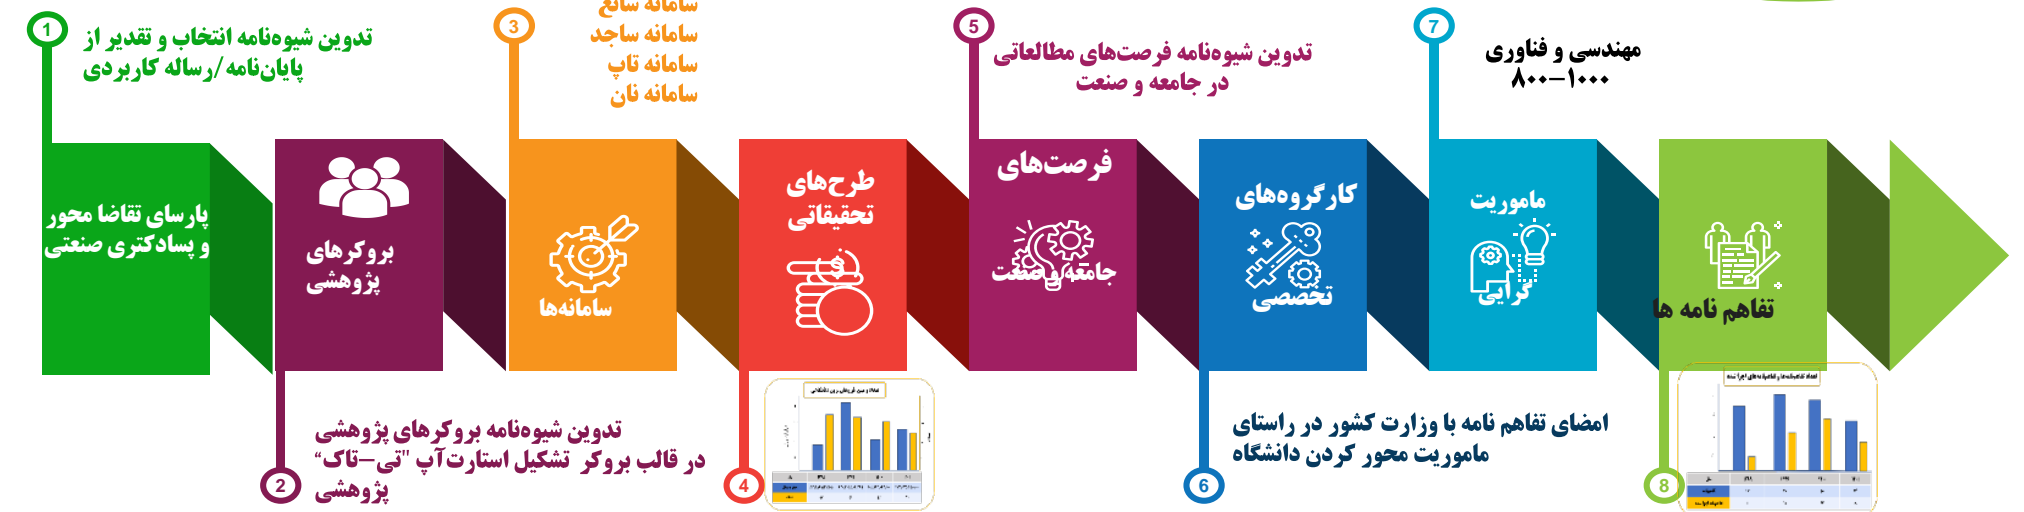 1
تدوین شیوه‌نامه انتخاب و تقدیر از
پایان‌نامه/رساله کاربردی
پارسای تقاضا محور
و پسادکتری صنعتی
بروکرهای
پژوهشی
2
تدوین شیوه‌نامه بروکرهای پژوهشی
در قالب بروکر تشکیل استارت‌آپ "تی–تاک"
پژوهشی
3
سامانه ساتع
سامانه ساجد
سامانه تاپ
سامانه نان
سامانه‌ها
طرح‌های
تحقیقاتی
4
5
تدوین شیوه‌نامه فرصت‌های مطالعاتی
در جامعه و صنعت
فرصت‌های
جامعه و صنعت
کارگروه‌های
تخصصی
6
امضای تفاهم نامه با وزارت کشور در راستای
ماموریت محور کردن دانشگاه
7
مهندسی و فناوری
۸۰۰–۱۰۰۰
ماموریت
گرایی
تفاهم نامه ها
8